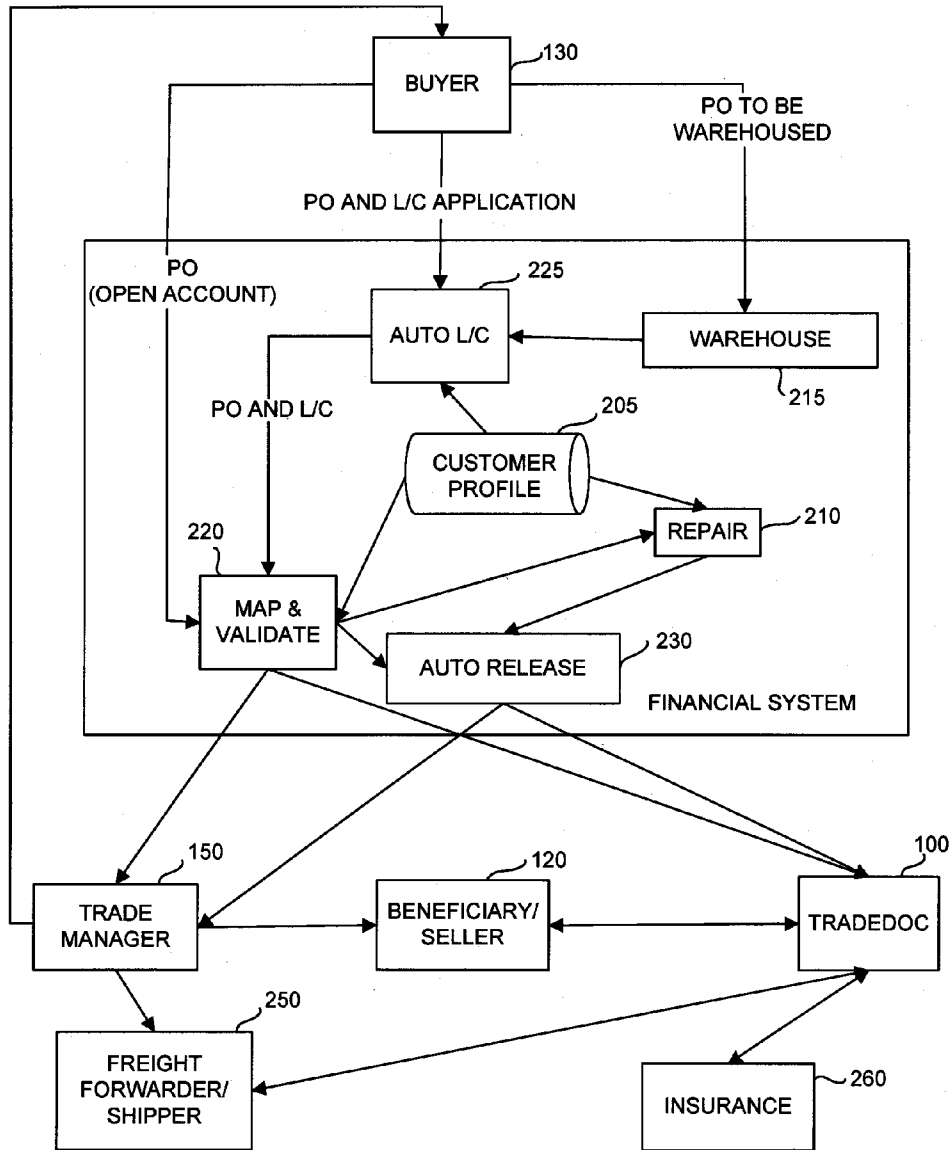 130
BUYER
PO TO BE
WAREHOUSED
PO AND L/C APPLICATION
PO
(OPEN ACCOUNT)
225
AUTO L/C
WAREHOUSE
215
PO AND L/C
205
CUSTOMER
PROFILE
REPAIR
210
220
MAP &
VALIDATE
AUTO RELEASE
230
FINANCIAL SYSTEM
150
TRADE
MANAGER
120
BENEFICIARY/
SELLER
100
TRADEDOC
250
FREIGHT
FORWARDER/
SHIPPER
INSURANCE
260